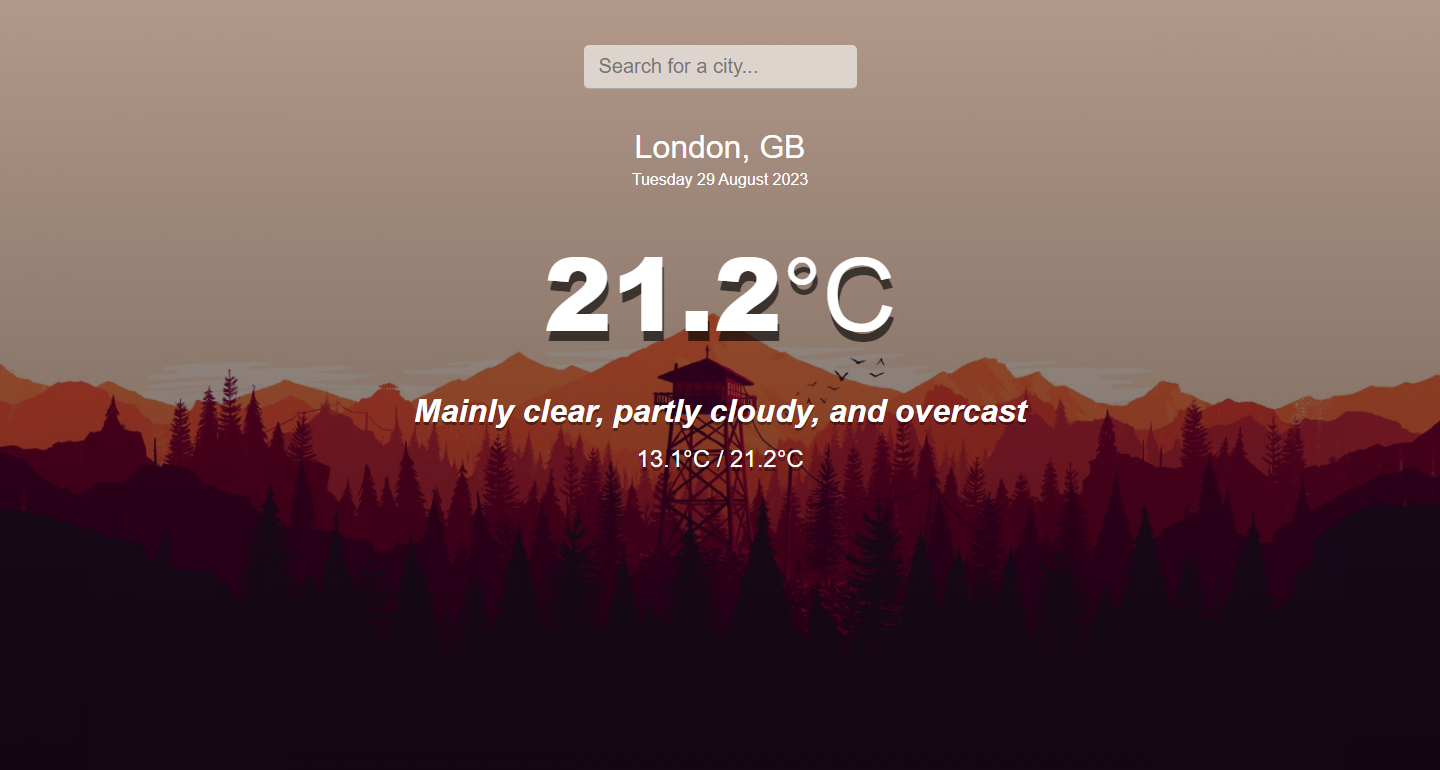 Search for a city...
London, GB
Tuesday 29 August 2023
21.2°C
Mainly clear, partly cloudy, and overcast
13.1°C / 21.2°C